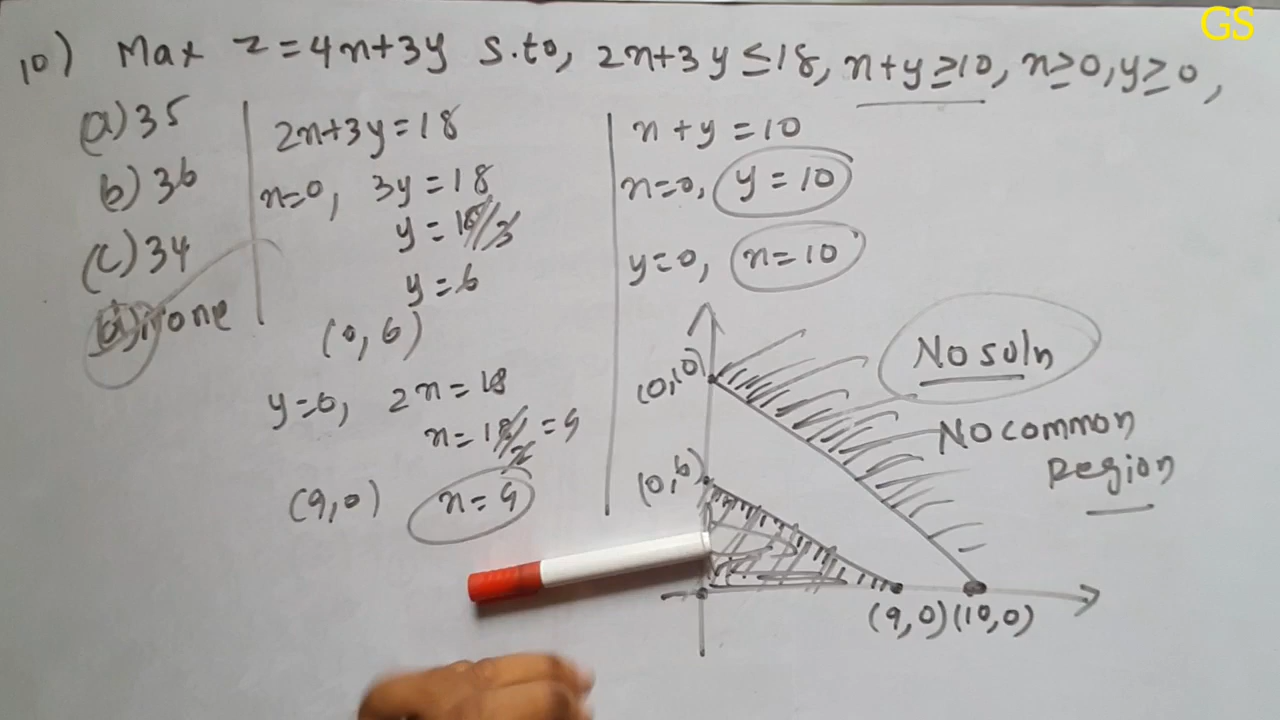 GS
10) Max z=4x+3y s.to, 2x+3y≤18, x+y≥10, x≥0,y≥0,
(a) 35
b) 36
(c) 34
(d) None
2x+3y=18
x=0, 3y=18
y=18/3
y=6
(0,6)
y=0, 2x=18
x=18/2=9
(9,0) x=9
x+y=10
x=0, y=10
y=0, x=10
(0,10)
(0,6)
(9,0)(10,0)
No soln
No common
Region